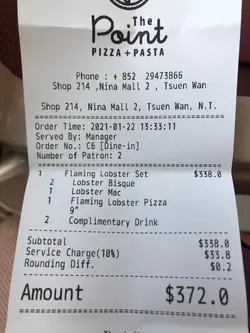 The
Point
PIZZA + PASTA
Phone : + 852 29473866
Shop 214 ,Nina Mall 2 , Tsuen Wan
Shop 214, Nina Mall 2 , Tsuen Wan, N.T.
Order Time: 2021-01-22 13:33:11
Served By: Manager
Order No.: C6 [Dine-in]
Number of Patron: 2
1 Flaming Lobster Set $338.0
2 Lobster Bisque
1 Lobster Mac
1 Flaming Lobster Pizza
9"
2 Complimentary Drink
Subtotal $338.0
Service Charge(10%) $33.8
Rounding Diff. $0.2
Amount $372.0